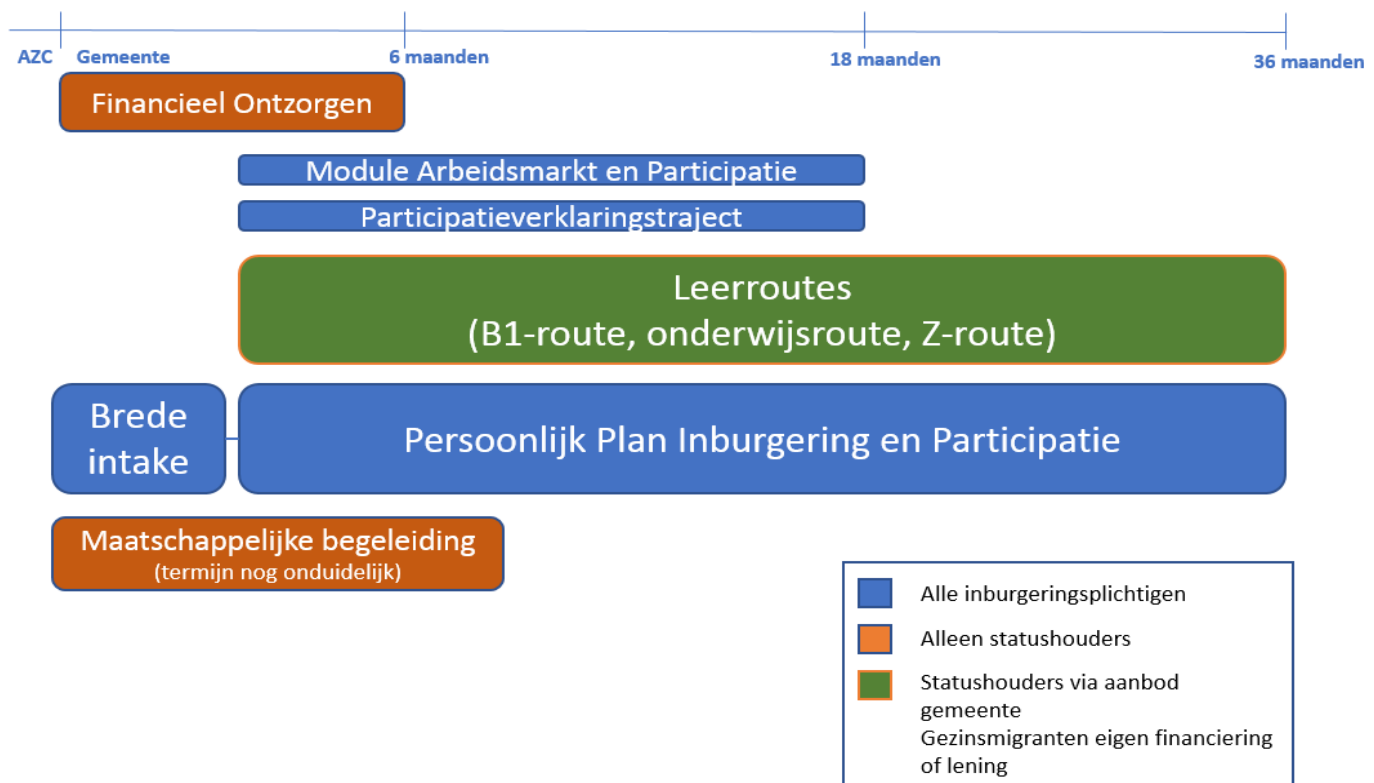 AZC Gemeente 6 maanden 18 maanden 36 maanden
Financieel Ontzorgen
Module Arbeidsmarkt en Participatie
Participatieverklaringstraject
Leerroutes
(B1-route, onderwijsroute, Z-route)
Brede
intake
Persoonlijk Plan Inburgering en Participatie
Maatschappelijke begeleiding
(termijn nog onduidelijk)
Alle inburgeringsplichtigen
Alleen statushouders
Statushouders via aanbod
gemeente
Gezinsmigranten eigen financiering
of lening